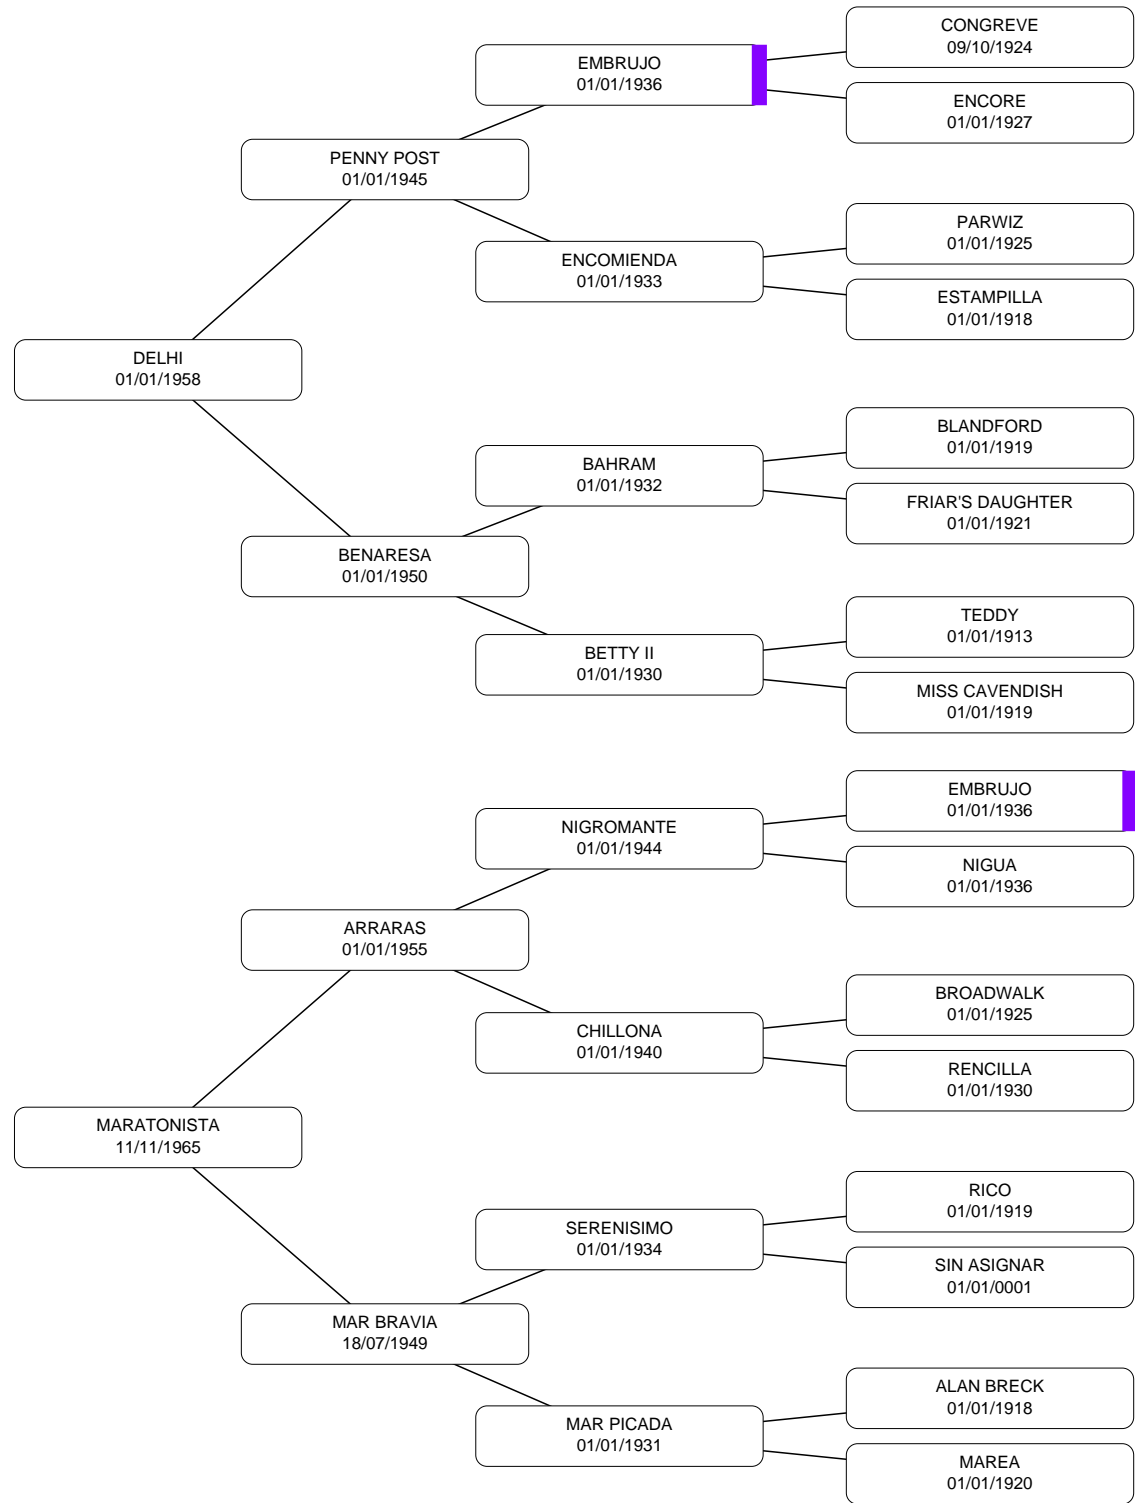 CONGREVE
09/10/1924
EMBRUJO
01/01/1936
ENCORE
01/01/1927
PENNY POST
01/01/1945
PARWIZ
01/01/1925
ENCOMIENDA
01/01/1933
ESTAMPILLA
01/01/1918
DELHI
01/01/1958
BLANDFORD
01/01/1919
BAHRAM
01/01/1932
FRIAR'S DAUGHTER
01/01/1921
BENARESA
01/01/1950
TEDDY
01/01/1913
BETTY II
01/01/1930
MISS CAVENDISH
01/01/1919
EMBRUJO
01/01/1936
NIGROMANTE
01/01/1944
NIGUA
01/01/1936
ARRARAS
01/01/1955
BROADWALK
01/01/1925
CHILLONA
01/01/1940
RENCILLA
01/01/1930
MARATONISTA
11/11/1965
RICO
01/01/1919
SERENISIMO
01/01/1934
SIN ASIGNAR
01/01/0001
MAR BRAVIA
18/07/1949
ALAN BRECK
01/01/1918
MAR PICADA
01/01/1931
MAREA
01/01/1920